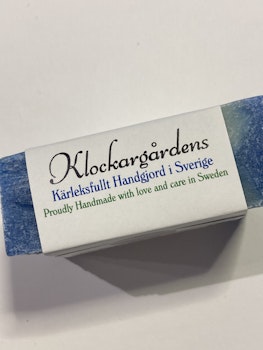 Klockargårdens
Kärleksfullt Handgjord i Sverige
Proudly Handmade with love and care in Sweden